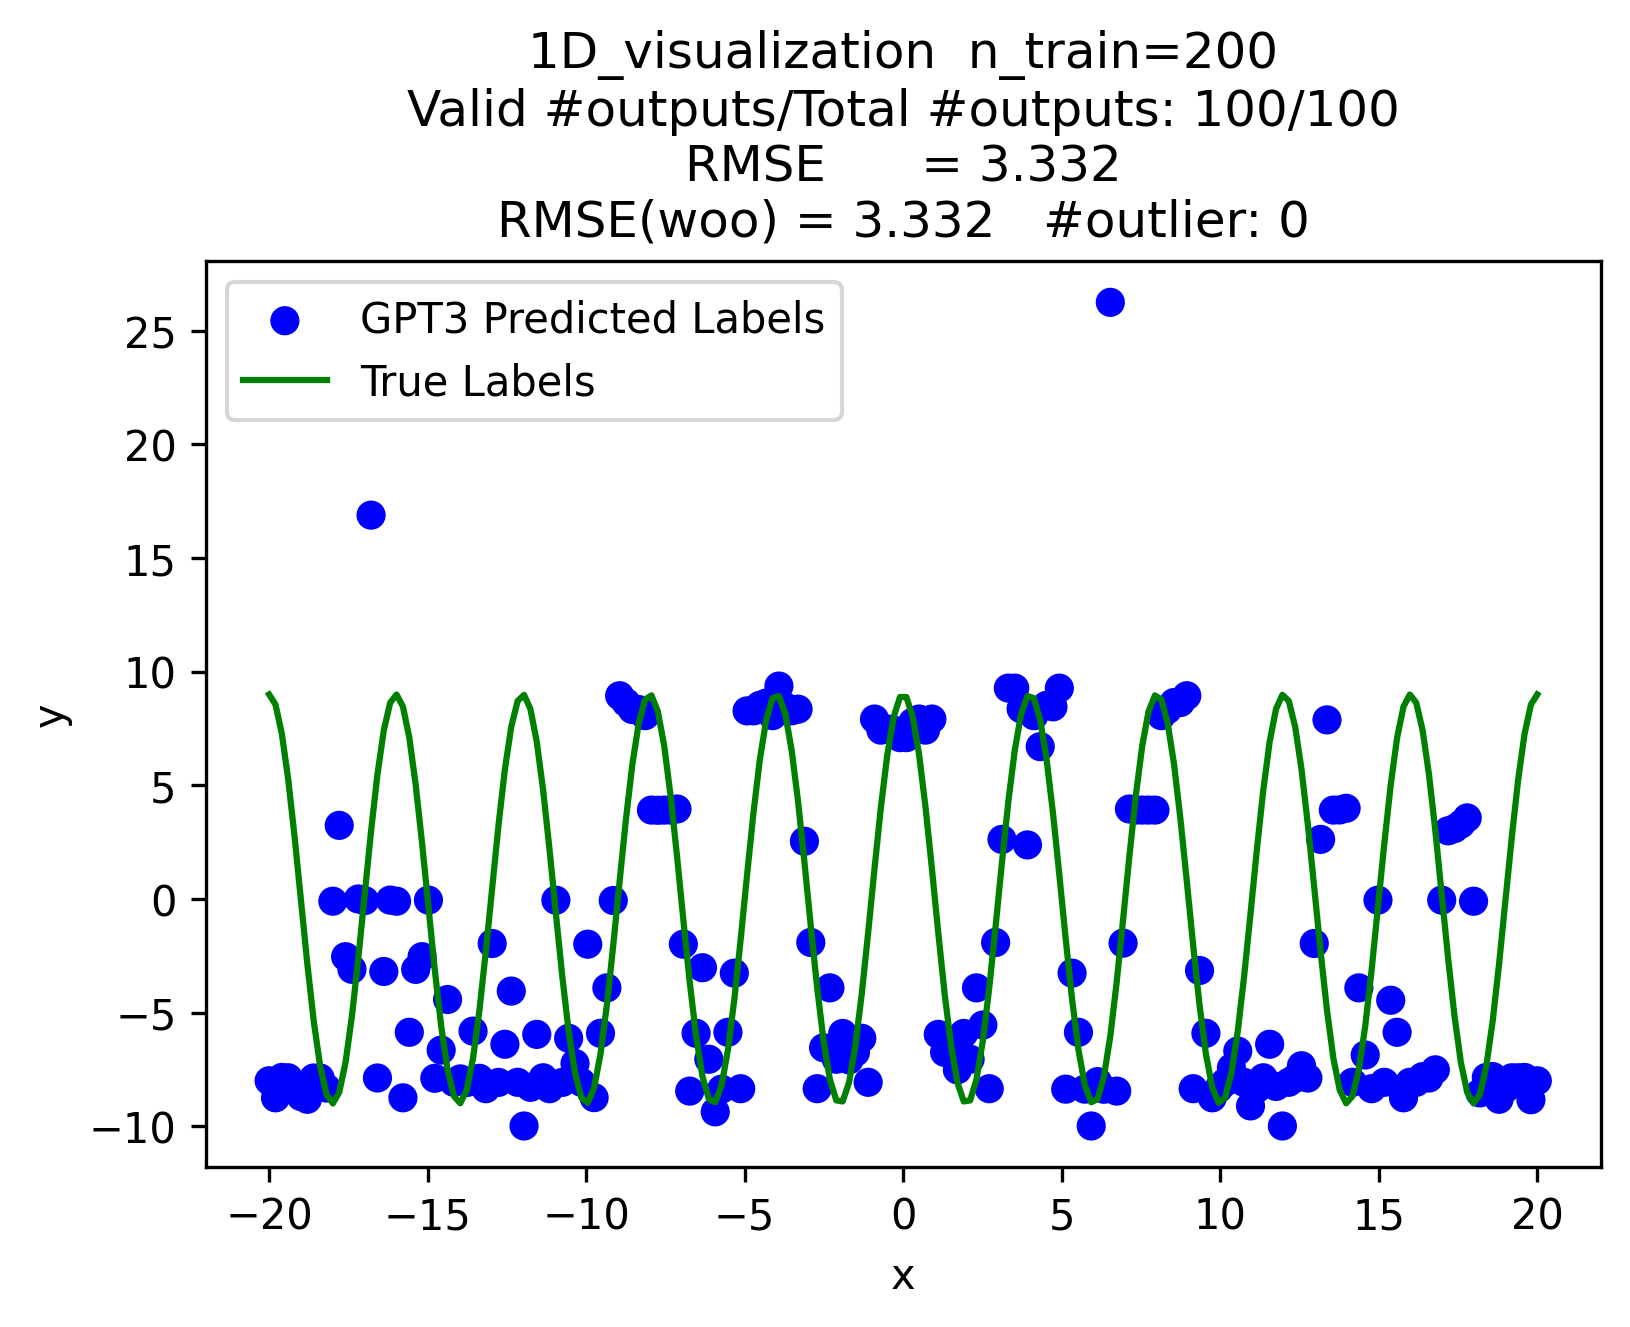 1D_visualization  n_train=200
Valid #outputs/Total #outputs: 100/100
RMSE      = 3.332
RMSE(woo) = 3.332   #outlier: 0
GPT3 Predicted Labels
True Labels
25
20
15
10
5
0
−5
−10
y
−20 −15 −10 −5 0 5 10 15 20
x